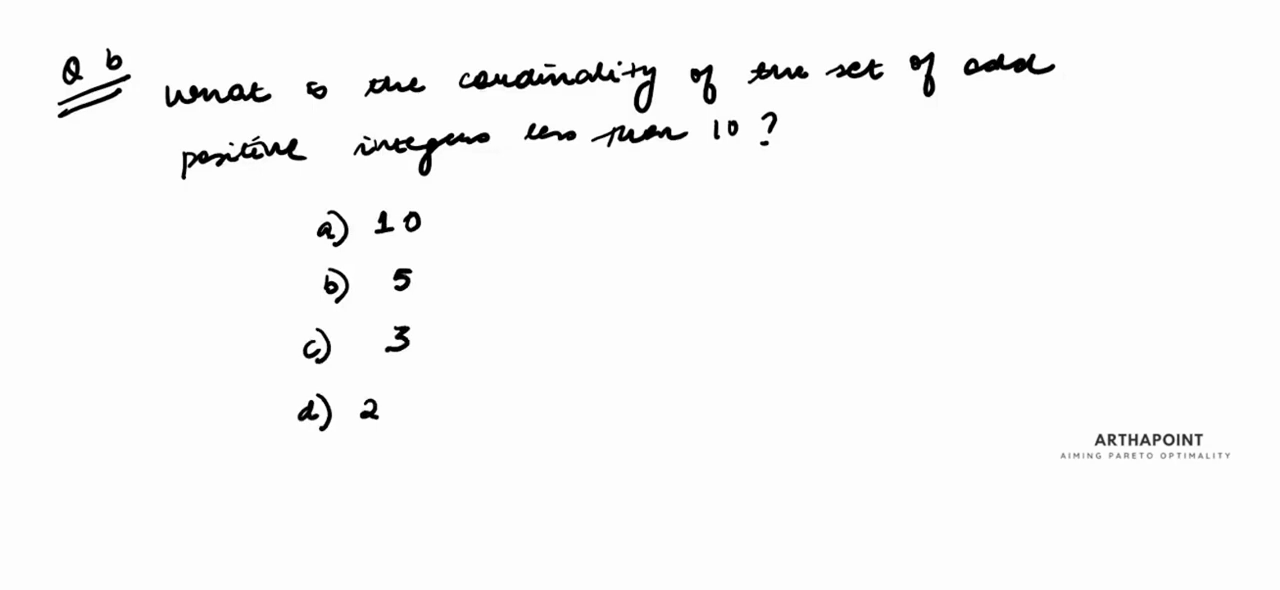 Q 6 What is the cardinality of the set of odd
positive integers less than 10 ?
a) 10
b) 5
c) 3
d) 2
ARTHAPOINT
AIMING PARETO OPTIMALITY